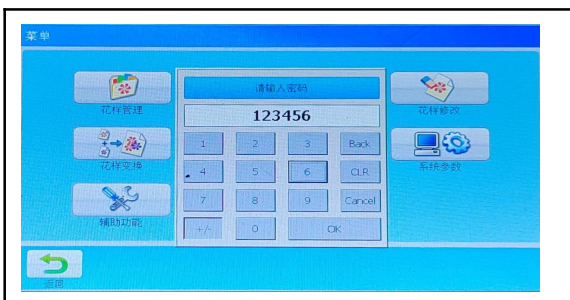 菜单
请输入密码
123456
花样管理
花样修改
1 2 3 Back
花样变换
系统参数
4 5 6 CLR
7 8 9 Cancel
辅助功能
+/- 0 OK
返回